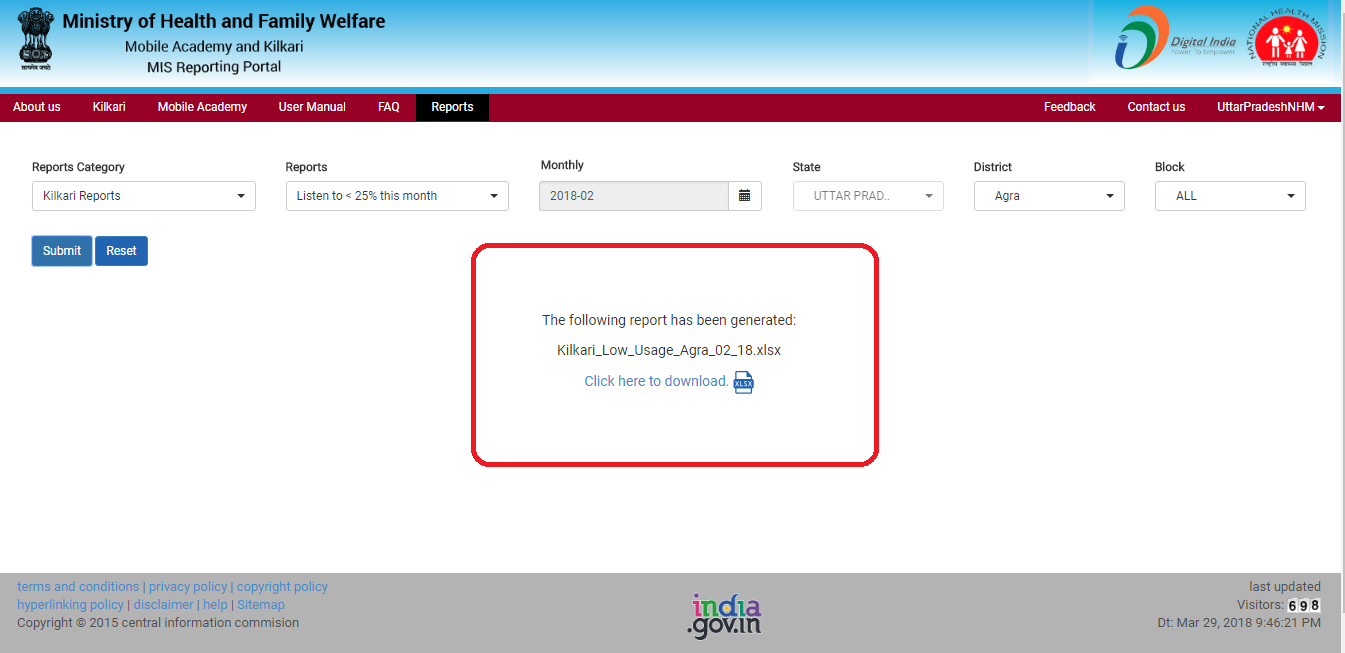 Ministry of Health and Family Welfare
Mobile Academy and Kilkari
MIS Reporting Portal
सत्यमेव जयते
Digital India
Power To Empower
NATIONAL HEALTH MISSION
राष्ट्रीय स्वास्थ्य मिशन
About us Kilkari Mobile Academy User Manual FAQ Reports Feedback Contact us UttarPradeshNHM
Reports Category Reports Monthly State District Block
Kilkari Reports Listen to < 25% this month 2018-02 UTTAR PRAD.. Agra ALL
Submit Reset
The following report has been generated:
Kilkari_Low_Usage_Agra_02_18.xlsx
Click here to download. XLSX
terms and conditions | privacy policy | copyright policy
hyperlinking policy | disclaimer | help | Sitemap
Copyright © 2015 central information commision
india
.gov.in
last updated
Visitors: 698
Dt: Mar 29, 2018 9:46:21 PM